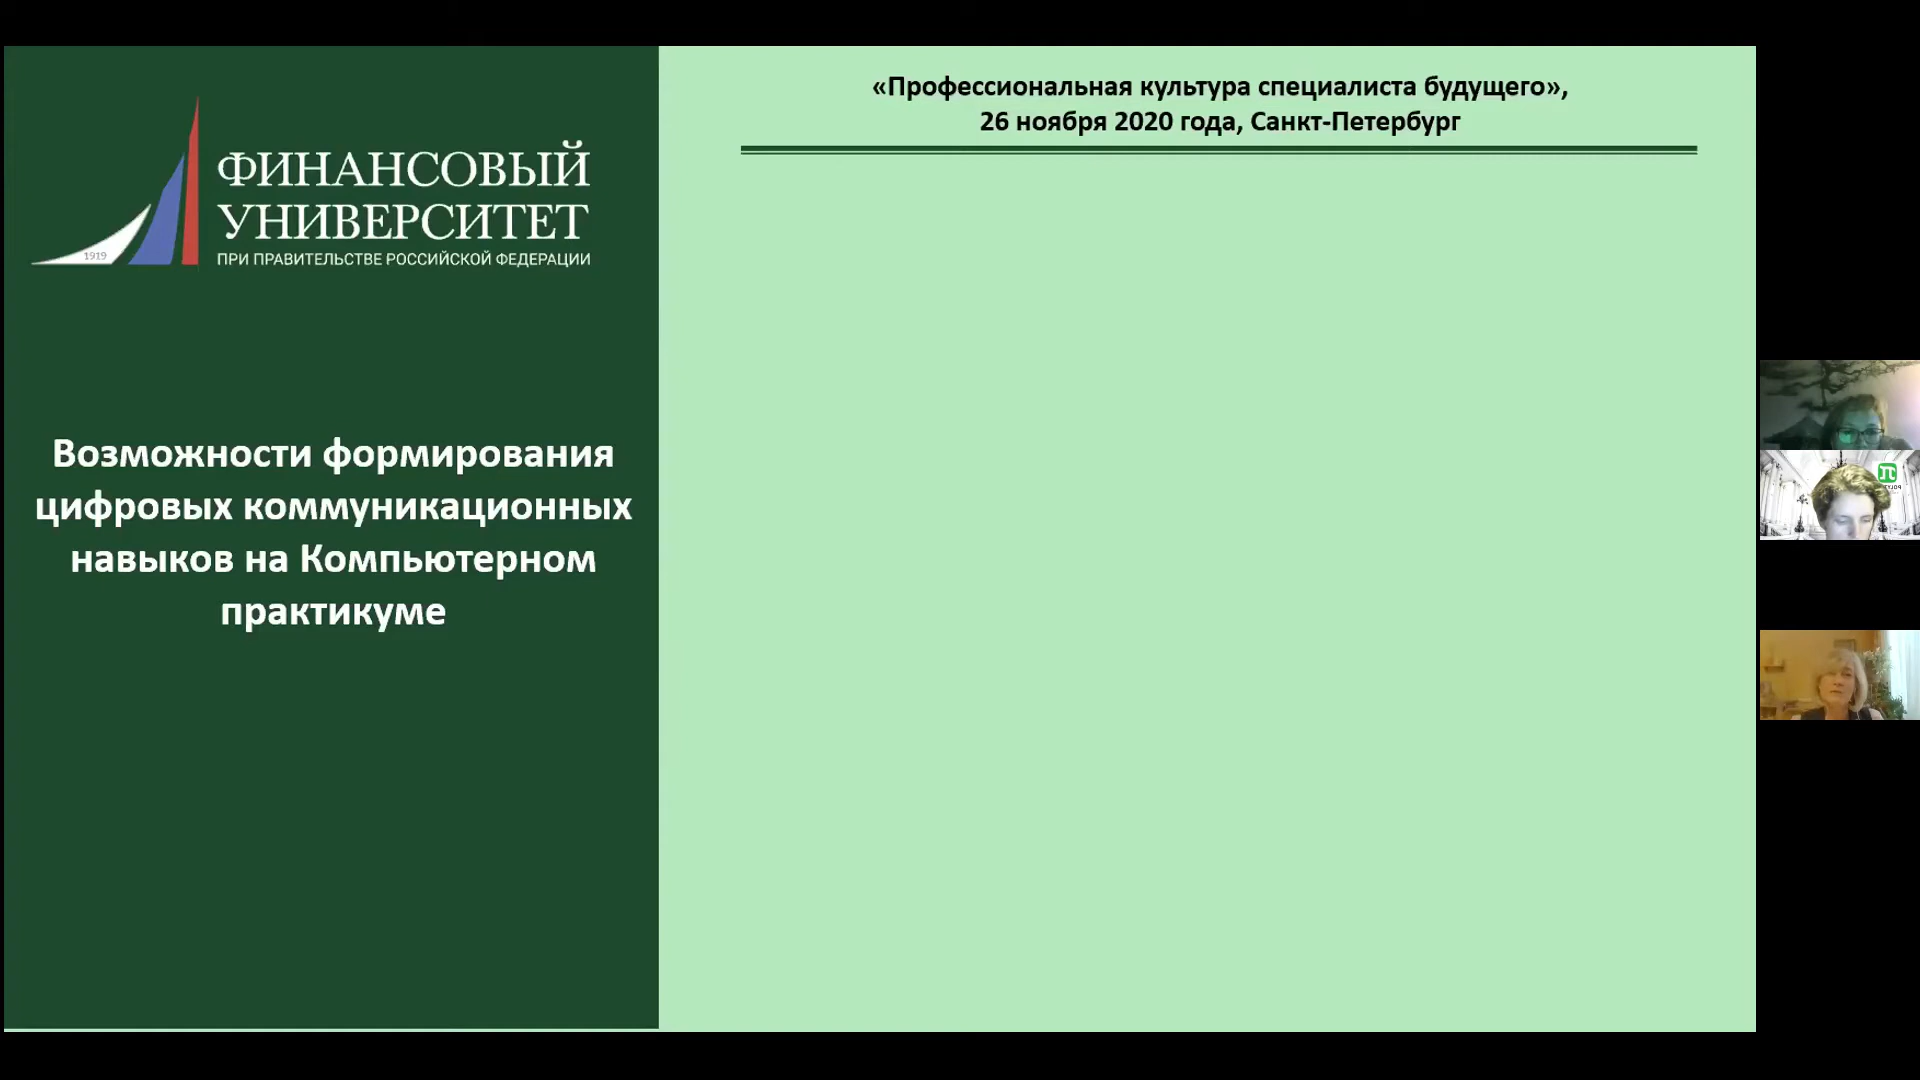 ФИНАНСОВЫЙ
УНИВЕРСИТЕТ
ПРИ ПРАВИТЕЛЬСТВЕ РОССИЙСКОЙ ФЕДЕРАЦИИ
1919
Возможности формирования
цифровых коммуникационных
навыков на Компьютерном
практикуме
«Профессиональная культура специалиста будущего»,
26 ноября 2020 года, Санкт-Петербург